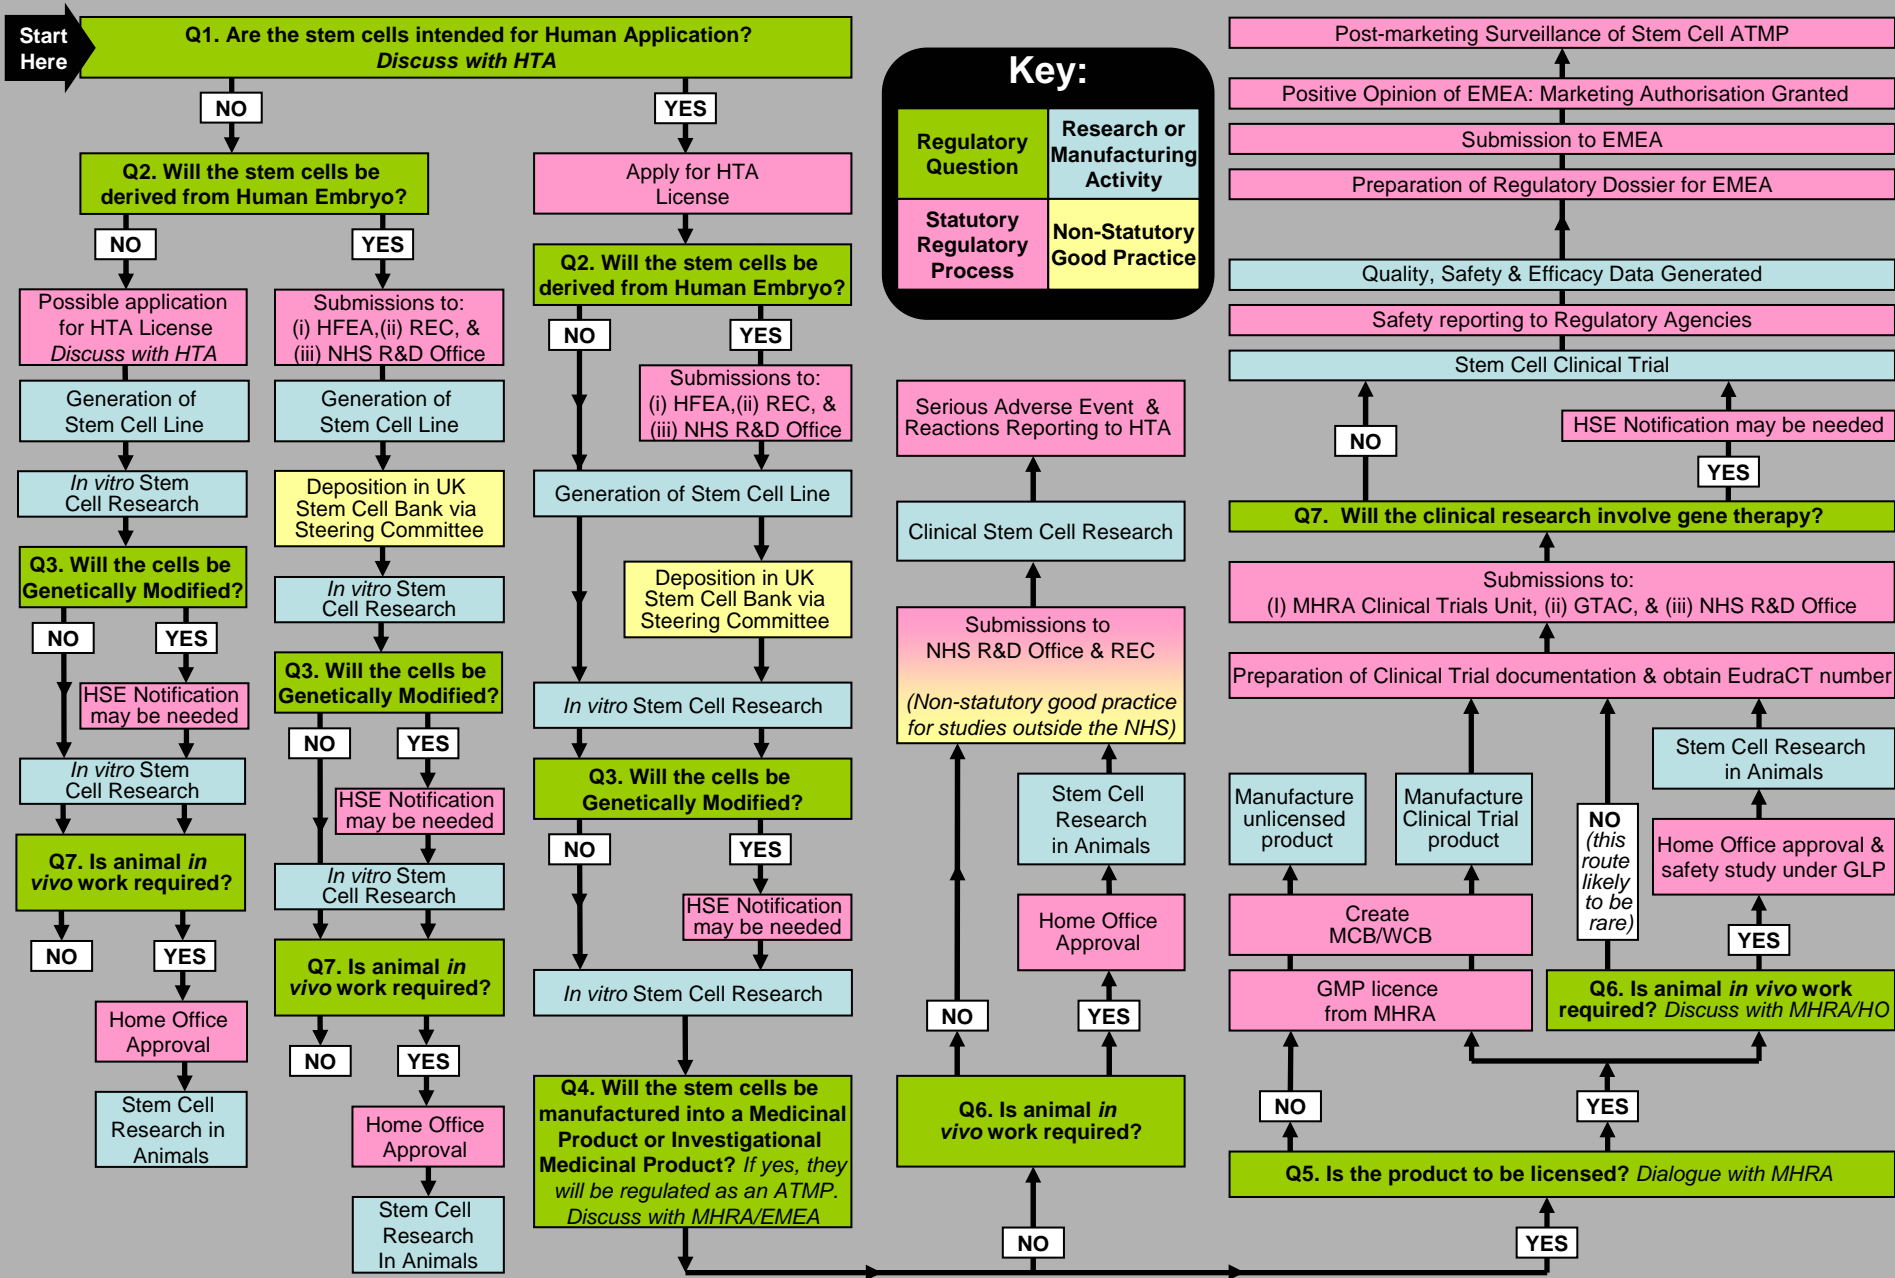 Start
Here
Q1. Are the stem cells intended for Human Application?
Discuss with HTA
NO
YES
Q2. Will the stem cells be
derived from Human Embryo?
NO
YES
Possible application
for HTA License
Discuss with HTA
Generation of
Stem Cell Line
In vitro Stem
Cell Research
Q3. Will the cells be
Genetically Modified?
NO
YES
HSE Notification
may be needed
In vitro Stem
Cell Research
Q7. Is animal in
vivo work required?
NO
YES
Home Office
Approval
Stem Cell
Research in
Animals
Submissions to:
(i) HFEA,(ii) REC, &
(iii) NHS R&D Office
Generation of
Stem Cell Line
Deposition in UK
Stem Cell Bank via
Steering Committee
In vitro Stem
Cell Research
Q3. Will the cells be
Genetically Modified?
NO
YES
HSE Notification
may be needed
In vitro Stem
Cell Research
Q7. Is animal in
vivo work required?
NO
YES
Home Office
Approval
Stem Cell
Research
In Animals
Apply for HTA
License
Q2. Will the stem cells be
derived from Human Embryo?
NO
YES
Submissions to:
(i) HFEA,(ii) REC, &
(iii) NHS R&D Office
Generation of Stem Cell Line
Deposition in UK
Stem Cell Bank via
Steering Committee
In vitro Stem Cell Research
Q3. Will the cells be
Genetically Modified?
NO
YES
HSE Notification
may be needed
In vitro Stem Cell Research
Q4. Will the stem cells be
manufactured into a Medicinal
Product or Investigational
Medicinal Product? If yes, they
will be regulated as an ATMP.
Discuss with MHRA/EMEA
Key:
Regulatory
Question
Research or
Manufacturing
Activity
Statutory
Regulatory
Process
Non-Statutory
Good Practice
Serious Adverse Event &
Reactions Reporting to HTA
Clinical Stem Cell Research
Submissions to
NHS R&D Office & REC
(Non-statutory good practice
for studies outside the NHS)
Stem Cell
Research
in Animals
Home Office
Approval
NO
YES
Q6. Is animal in
vivo work required?
NO
Post-marketing Surveillance of Stem Cell ATMP
Positive Opinion of EMEA: Marketing Authorisation Granted
Submission to EMEA
Preparation of Regulatory Dossier for EMEA
Quality, Safety & Efficacy Data Generated
Safety reporting to Regulatory Agencies
Stem Cell Clinical Trial
NO
HSE Notification may be needed
YES
Q7. Will the clinical research involve gene therapy?
Submissions to:
(I) MHRA Clinical Trials Unit, (ii) GTAC, & (iii) NHS R&D Office
Preparation of Clinical Trial documentation & obtain EudraCT number
Manufacture
unlicensed
product
Manufacture
Clinical Trial
product
NO
(this
route
likely
to be
rare)
Stem Cell Research
in Animals
Home Office approval &
safety study under GLP
YES
Create
MCB/WCB
GMP licence
from MHRA
Q6. Is animal in vivo work
required? Discuss with MHRA/HO
NO
YES
Q5. Is the product to be licensed? Dialogue with MHRA
YES